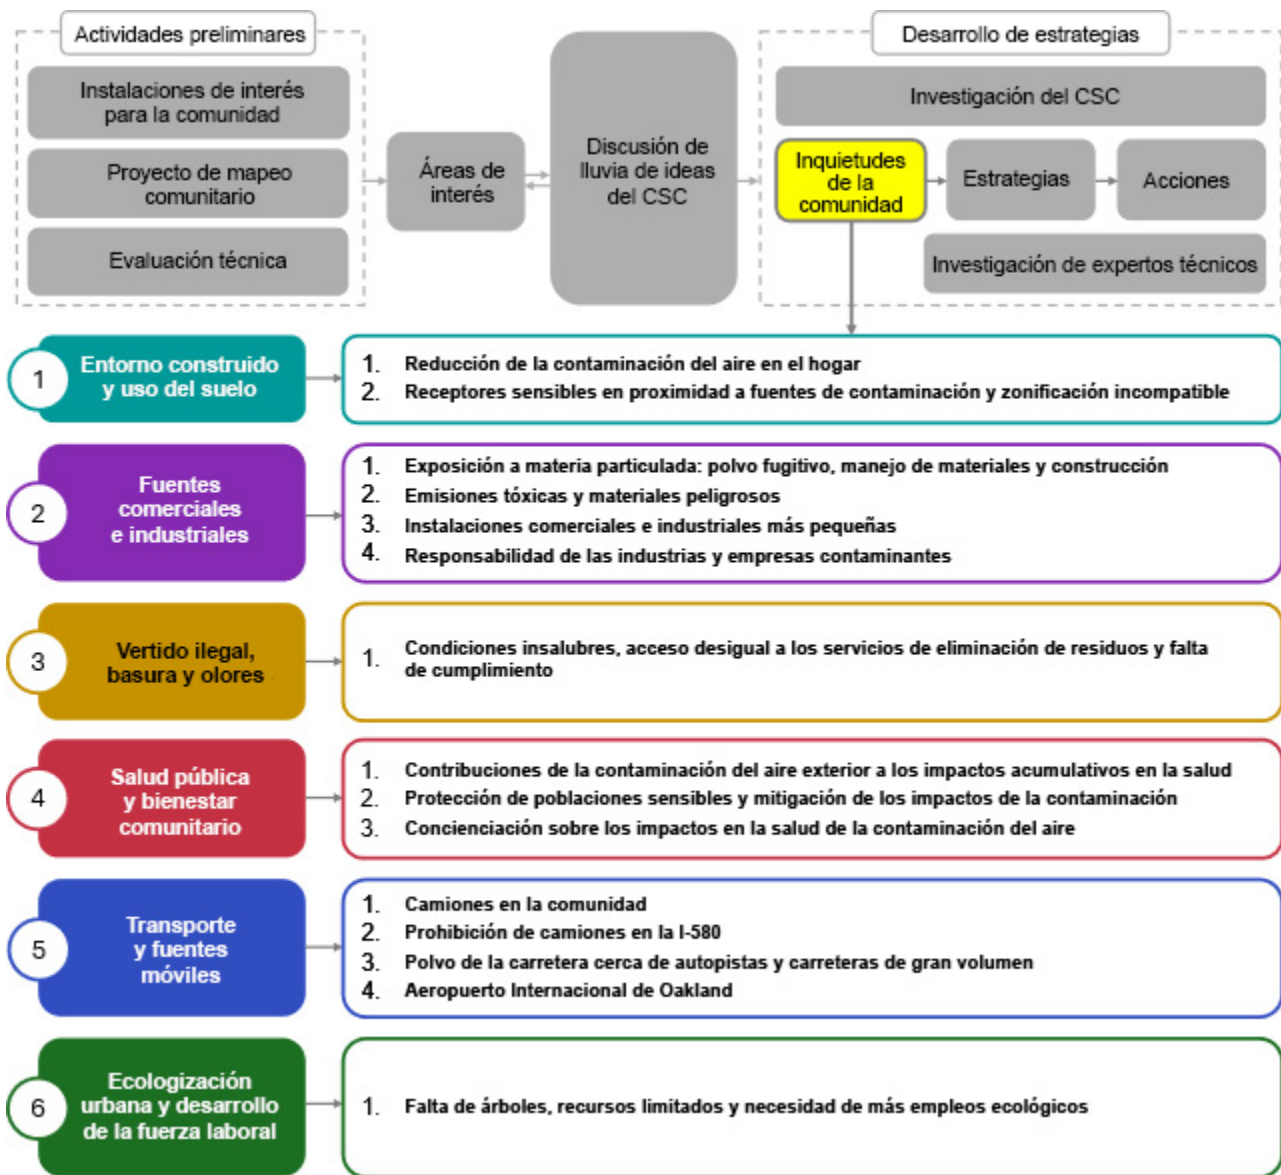 Actividades preliminares
Instalaciones de interés
para la comunidad
Proyecto de mapeo
comunitario
Evaluación técnica
Áreas de
interés
Discusión de
lluvia de ideas
del CSC
Desarrollo de estrategias
Investigación del CSC
Inquietudes
de la
comunidad
Estrategias
Acciones
Investigación de expertos técnicos
1
Entorno construido
y uso del suelo
1. Reducción de la contaminación del aire en el hogar
2. Receptores sensibles en proximidad a fuentes de contaminación y zonificación incompatible
2
Fuentes
comerciales
e industriales
1. Exposición a materia particulada: polvo fugitivo, manejo de materiales y construcción
2. Emisiones tóxicas y materiales peligrosos
3. Instalaciones comerciales e industriales más pequeñas
4. Responsabilidad de las industrias y empresas contaminantes
3
Vertido ilegal,
basura y olores
1. Condiciones insalubres, acceso desigual a los servicios de eliminación de residuos y falta
de cumplimiento
4
Salud pública
y bienestar
comunitario
1. Contribuciones de la contaminación del aire exterior a los impactos acumulativos en la salud
2. Protección de poblaciones sensibles y mitigación de los impactos de la contaminación
3. Concienciación sobre los impactos en la salud de la contaminación del aire
5
Transporte
y fuentes
móviles
1. Camiones en la comunidad
2. Prohibición de camiones en la I-580
3. Polvo de la carretera cerca de autopistas y carreteras de gran volumen
4. Aeropuerto Internacional de Oakland
6
Ecologización
urbana y desarrollo
de la fuerza laboral
1. Falta de árboles, recursos limitados y necesidad de más empleos ecológicos